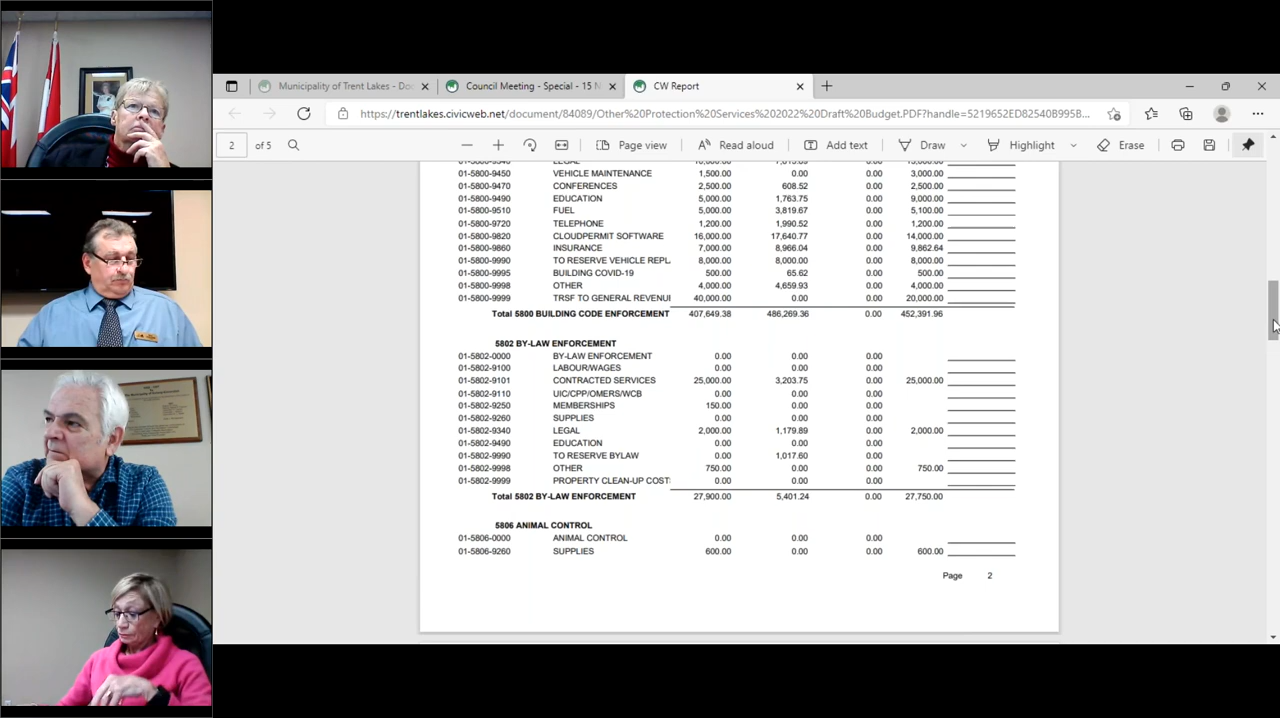 Municipality of Trent Lakes - Doc
Council Meeting - Special - 15 N
CW Report
https://trentlakes.civicweb.net/document/84089/Other%20Protection%20Services%202022%20Draft%20Budget.PDF?handle=5219652ED82540B995B...
2 of 5 Page view Read aloud Add text Draw Highlight Erase
01-5800-9340 LEGAL 0.00
01-5800-9450 VEHICLE MAINTENANCE 1,500.00 0.00 0.00 3,000.00
01-5800-9470 CONFERENCES 2,500.00 608.52 0.00 2,500.00
01-5800-9490 EDUCATION 5,000.00 1,763.75 0.00 9,000.00
01-5800-9510 FUEL 5,000.00 3,819.67 0.00 5,100.00
01-5800-9720 TELEPHONE 1,200.00 1,990.52 0.00 1,200.00
01-5800-9820 CLOUDPERMIT SOFTWARE 16,000.00 17,640.77 0.00 14,000.00
01-5800-9860 INSURANCE 7,000.00 8,966.04 0.00 9,862.64
01-5800-9990 TO RESERVE VEHICLE REPL 8,000.00 8,000.00 0.00 8,000.00
01-5800-9995 BUILDING COVID-19 500.00 65.62 0.00 500.00
01-5800-9998 OTHER 4,000.00 4,659.93 0.00 4,000.00
01-5800-9999 TRSF TO GENERAL REVENU 40,000.00 0.00 0.00 20,000.00
Total 5800 BUILDING CODE ENFORCEMENT 407,649.38 486,269.36 0.00 452,391.96
5802 BY-LAW ENFORCEMENT
01-5802-0000 BY-LAW ENFORCEMENT 0.00 0.00 0.00
01-5802-9100 LABOUR/WAGES 0.00 0.00 0.00
01-5802-9101 CONTRACTED SERVICES 25,000.00 3,203.75 0.00 25,000.00
01-5802-9110 UIC/CPP/OMERS/WCB 0.00 0.00 0.00
01-5802-9250 MEMBERSHIPS 150.00 0.00 0.00
01-5802-9260 SUPPLIES 0.00 0.00 0.00
01-5802-9340 LEGAL 2,000.00 1,179.89 0.00 2,000.00
01-5802-9490 EDUCATION 0.00 0.00 0.00
01-5802-9990 TO RESERVE BYLAW 0.00 1,017.60 0.00
01-5802-9998 OTHER 750.00 0.00 0.00 750.00
01-5802-9999 PROPERTY CLEAN-UP COST 0.00 0.00 0.00
Total 5802 BY-LAW ENFORCEMENT 27,900.00 5,401.24 0.00 27,750.00
5806 ANIMAL CONTROL
01-5806-0000 ANIMAL CONTROL 0.00 0.00 0.00
01-5806-9260 SUPPLIES 600.00 0.00 0.00 600.00
Page 2